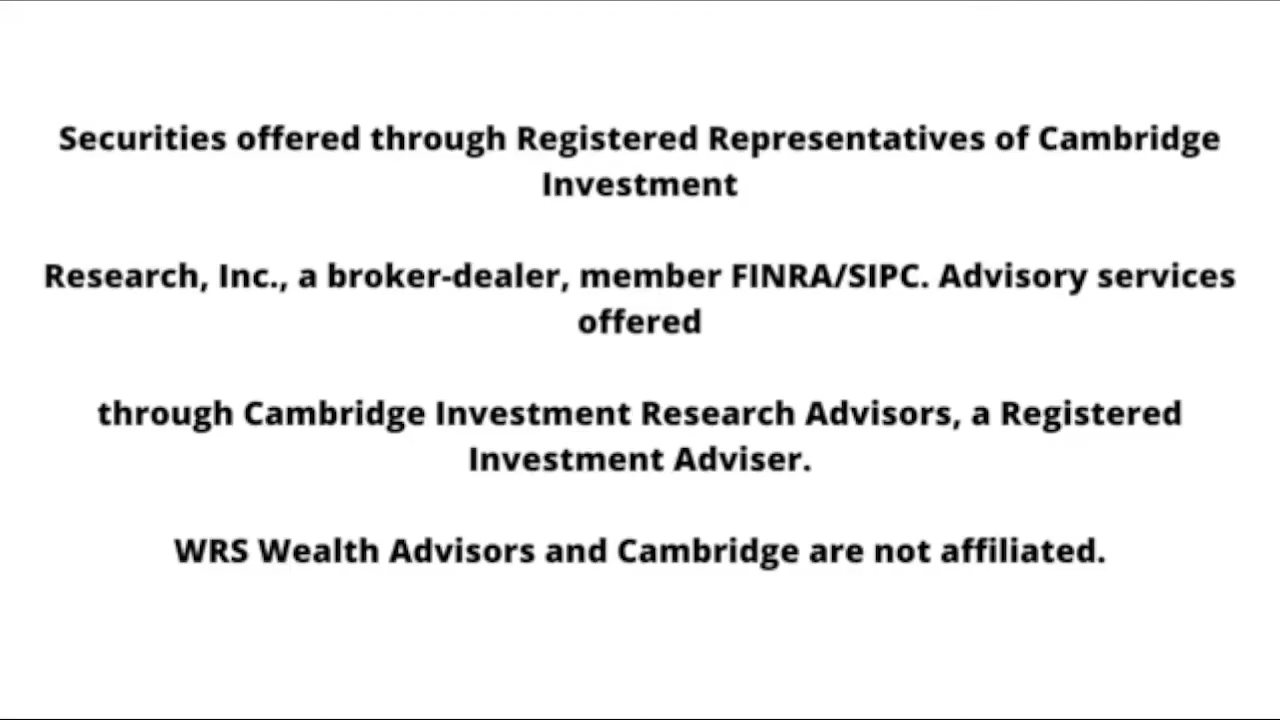 Securities offered through Registered Representatives of Cambridge
Investment
Research, Inc., a broker-dealer, member FINRA/SIPC. Advisory services
offered
through Cambridge Investment Research Advisors, a Registered
Investment Adviser.
WRS Wealth Advisors and Cambridge are not affiliated.